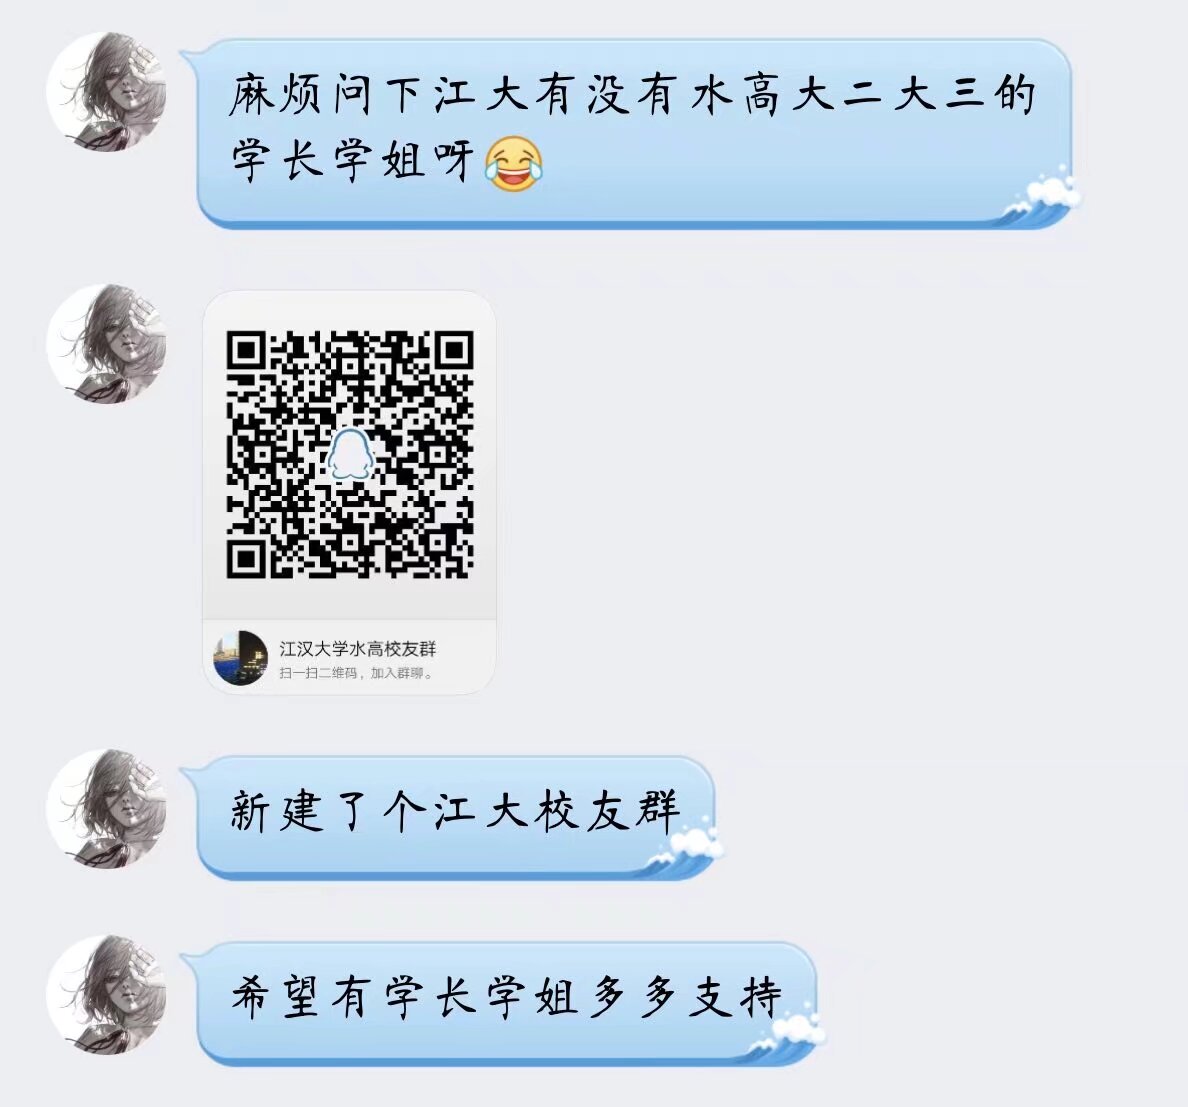 麻烦问下江大有没有水高大二大三的
学长学姐呀😂
江汉大学水高校友群
扫一扫二维码，加入群聊。
新建了个江大校友群
希望有学长学姐多多支持